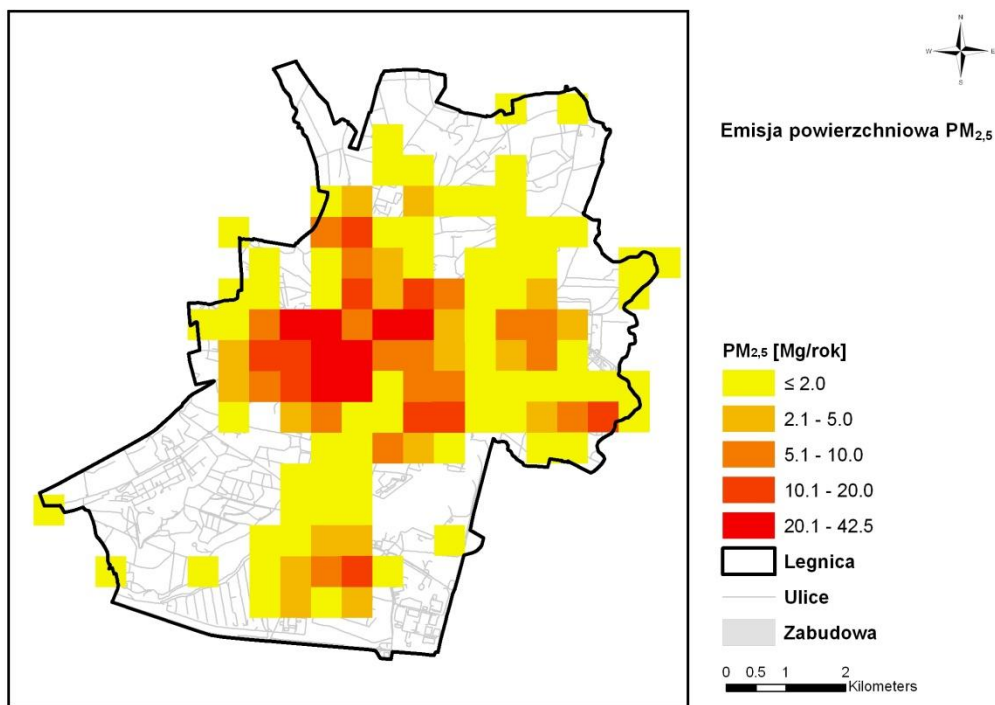 N
W E
S
Emisja powierzchniowa PM2,5
PM2,5 [Mg/rok]
≤ 2.0
2.1 - 5.0
5.1 - 10.0
10.1 - 20.0
20.1 - 42.5
Legnica
Ulice
Zabudowa
0 0.5 1 2
Kilometers